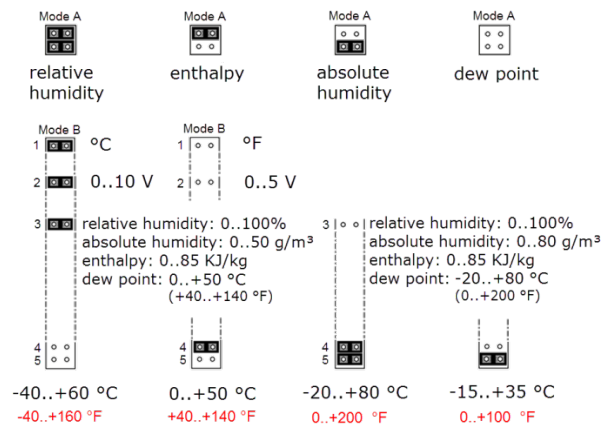 Mode A Mode A Mode A Mode A
relative humidity
enthalpy
absolute humidity
dew point
Mode B Mode B
1 °C 1 °F
2 0..10 V 2 0..5 V
3 relative humidity: 0..100%
absolute humidity: 0..50 g/m³
enthalpy: 0..85 KJ/kg
dew point: 0..+50 °C
(+40..+140 °F)
3 relative humidity: 0..100%
absolute humidity: 0..80 g/m³
enthalpy: 0..85 KJ/kg
dew point: -20..+80 °C
(0..+200 °F)
4 4
5 5
-40..+60 °C 0..+50 °C -20..+80 °C -15..+35 °C
-40..+160 °F +40..+140 °F 0..+200 °F 0..+100 °F